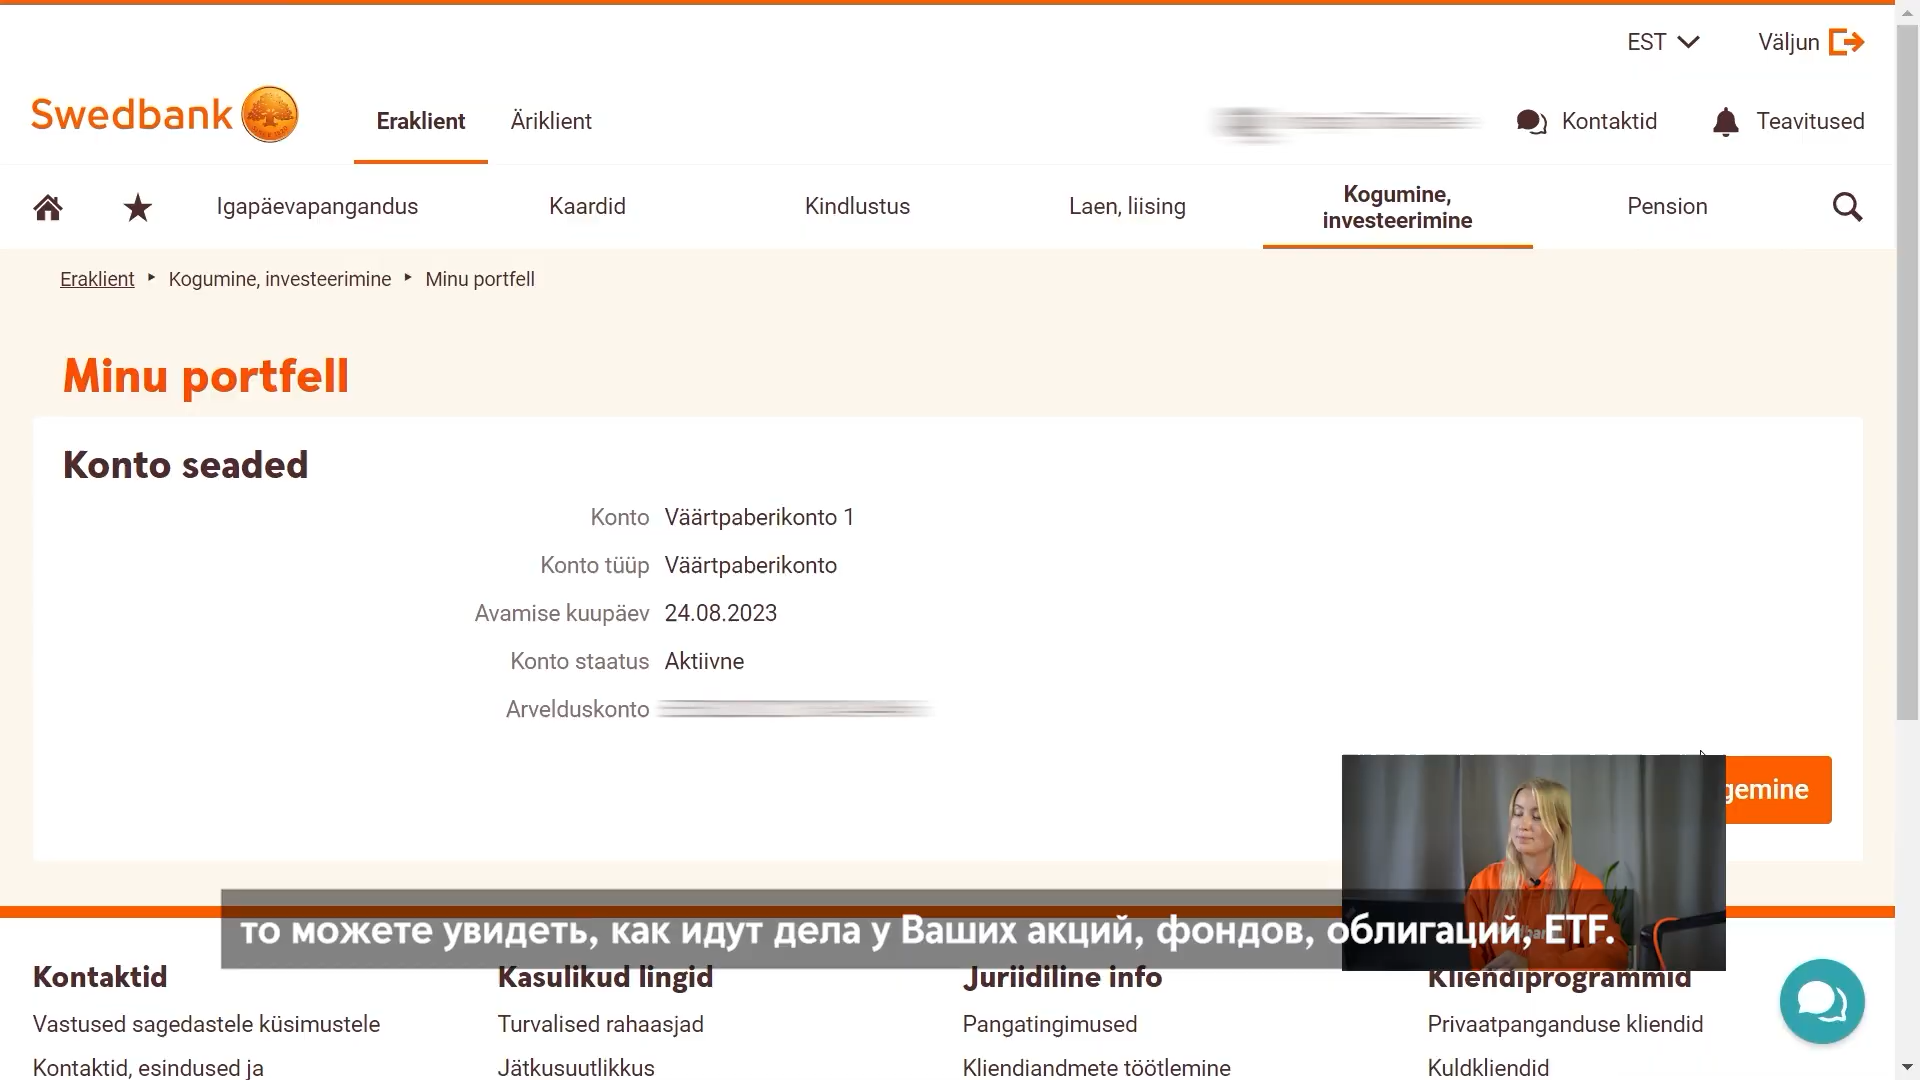 EST
Väljun
Swedbank
Eraklient
Äriklient
Kontaktid
Teavitused
Igapäevapangandus
Kaardid
Kindlustus
Laen, liising
Kogumine,
investeerimine
Pension
Eraklient
Kogumine, investeerimine
Minu portfell
Minu portfell
Konto seaded
Konto Väärtpaberikonto 1
Konto tüüp Väärtpaberikonto
Avamise kuupäev 24.08.2023
Konto staatus Aktiivne
Arvelduskonto
gemine
то можете увидеть, как идут дела у Ваших акций, фондов, облигаций, ETF.
Kontaktid
Vastused sagedastele küsimustele
Kontaktid, esindused ja
Kasulikud lingid
Turvalised rahaasjad
Jätkusuutlikkus
Juriidiline info
Pangatingimused
Kliendiandmete töötlemine
Kliendiprogrammid
Privaatpanganduse kliendid
Kuldkliendid